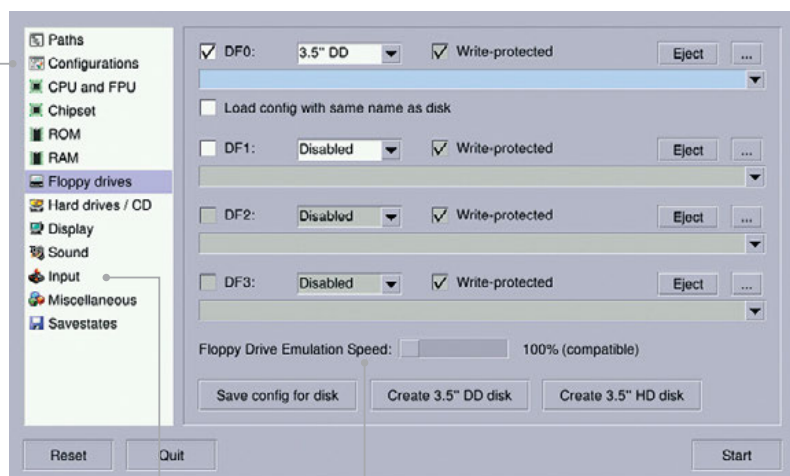 Paths
Configurations
CPU and FPU
Chipset
ROM
RAM
Floppy drives
Hard drives / CD
Display
Sound
Input
Miscellaneous
Savestates
DF0: 3.5" DD Write-protected Eject ...
Load config with same name as disk
DF1: Disabled Write-protected Eject ...
DF2: Disabled Write-protected Eject ...
DF3: Disabled Write-protected Eject ...
Floppy Drive Emulation Speed: 100% (compatible)
Save config for disk Create 3.5" DD disk Create 3.5" HD disk
Reset Quit Start